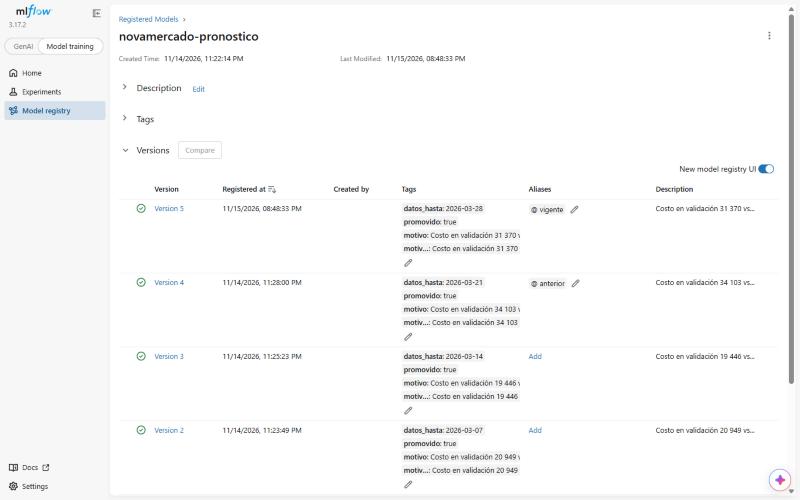 mlflow
3.17.2
GenAI Model training
Home
Experiments
Model registry
Docs
Settings
Registered Models ›
novamercado-pronostico
Created Time: 11/14/2026, 11:22:14 PM Last Modified: 11/15/2026, 08:48:33 PM
Description Edit
Tags
Versions Compare
New model registry UI
Version Registered at Created by Tags Aliases Description
Version 5 11/15/2026, 08:48:33 PM datos_hasta: 2026-03-28 @ vigente Costo en validación 31 370 vs...
promovido: true
motivo: Costo en validación 31 370 v
motiv...: Costo en validación 31 370
Version 4 11/14/2026, 11:28:00 PM datos_hasta: 2026-03-21 @ anterior Costo en validación 34 103 vs...
promovido: true
motivo: Costo en validación 34 103 v
motiv...: Costo en validación 34 103
Version 3 11/14/2026, 11:25:23 PM datos_hasta: 2026-03-14 Add Costo en validación 19 446 vs...
promovido: true
motivo: Costo en validación 19 446 v
motiv...: Costo en validación 19 446
Version 2 11/14/2026, 11:23:49 PM datos_hasta: 2026-03-07 Add Costo en validación 20 949 vs...
promovido: true
motivo: Costo en validación 20 949 v
motiv...: Costo en validación 20 949